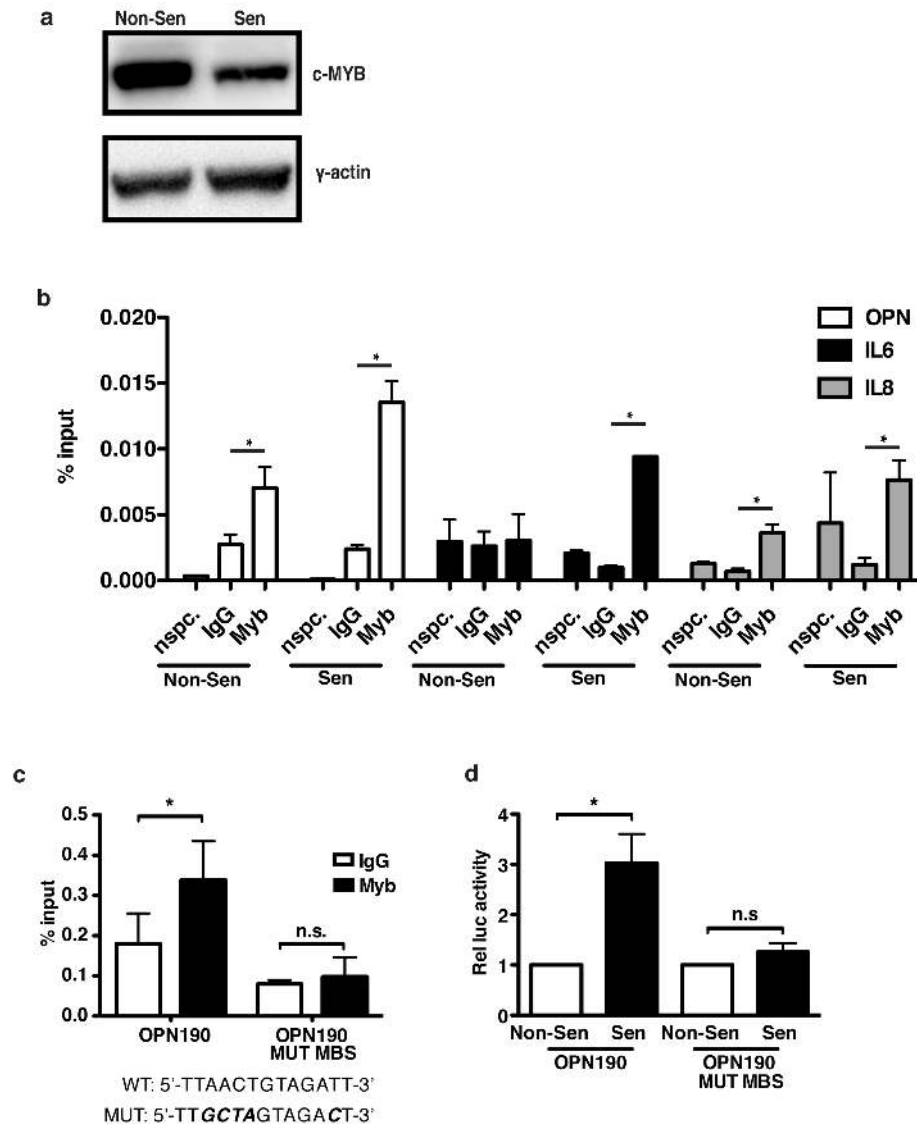 a
Non-Sen Sen
c-MYB
γ-actin
b
0.020
0.015
0.010
0.005
0.000
% input
* * * * *
OPN
IL6
IL8
nspc. IgG Myb nspc. IgG Myb nspc. IgG Myb nspc. IgG Myb nspc. IgG Myb nspc. IgG Myb
Non-Sen Sen Non-Sen Sen Non-Sen Sen
c
0.5
0.4
0.3
0.2
0.1
0.0
% input
*
n.s.
IgG
Myb
OPN190 OPN190
MUT MBS
WT: 5'-TTAACTGTAGATT-3'
MUT: 5'-TTGCTAGTAGACT-3'
d
4
3
2
1
0
Rel luc activity
*
n.s
Non-Sen Sen Non-Sen Sen
OPN190 OPN190
MUT MBS